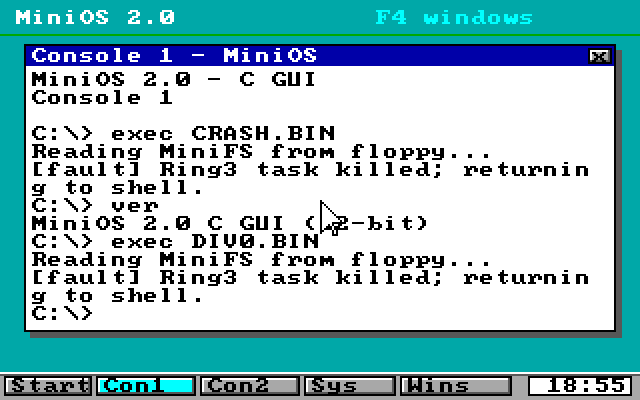 MiniOS 2.0 F4 windows
Console 1 - MiniOS
MiniOS 2.0 - C GUI
Console 1
C:\> exec CRASH.BIN
Reading MiniFS from floppy...
[fault] Ring3 task killed; returnin
g to shell.
C:\> ver
MiniOS 2.0 C GUI ( 2-bit)
C:\> exec DIV0.BIN
Reading MiniFS from floppy...
[fault] Ring3 task killed; returnin
g to shell.
C:\>
Start Con1 Con2 Sys Wins 18:55